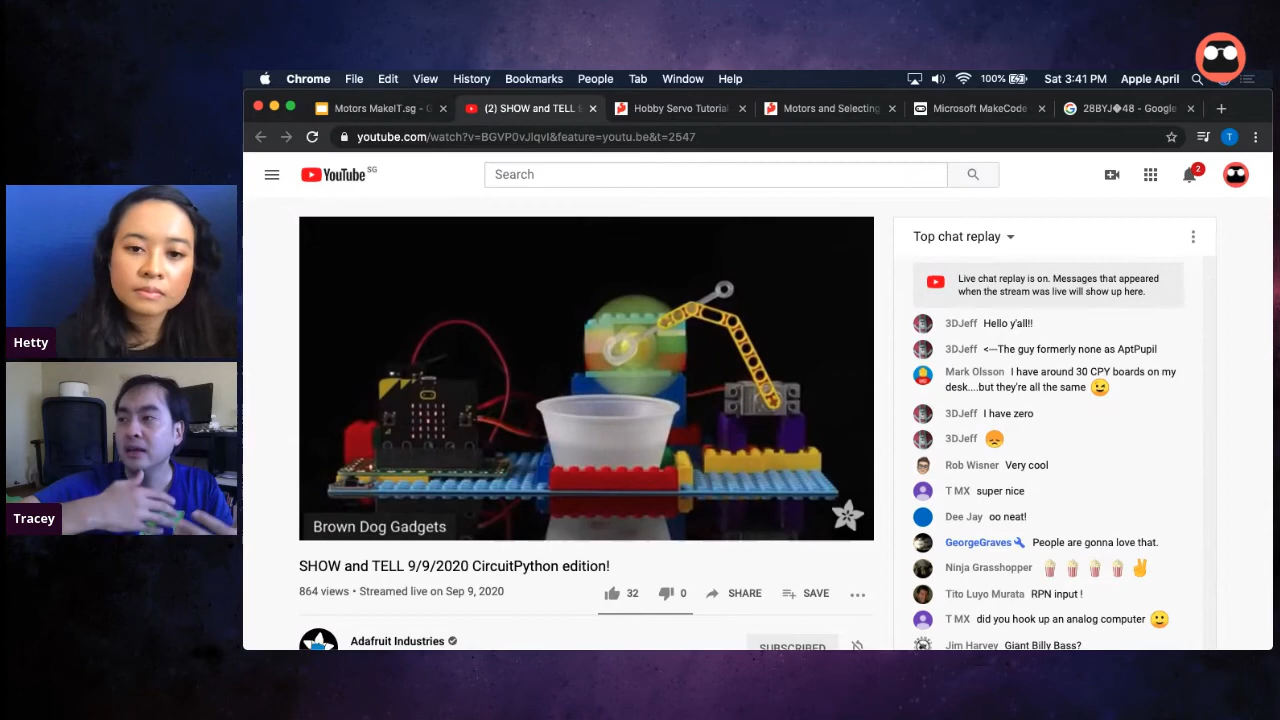 Chrome File Edit View History Bookmarks People Tab Window Help 100% Sat 3:41 PM Apple April
Motors MakeIT.sg - G
(2) SHOW and TELL 9
Hobby Servo Tutorial
Motors and Selecting
Microsoft MakeCode
28BYJ�48 - Google
youtube.com/watch?v=BGVP0vJlqvI&feature=youtu.be&t=2547
T
YouTube SG
Search
2
Hetty
Tracey
Brown Dog Gadgets
SHOW and TELL 9/9/2020 CircuitPython edition!
864 views • Streamed live on Sep 9, 2020
32 0 SHARE SAVE
Adafruit Industries
SUBSCRIBED
Top chat replay
Live chat replay is on. Messages that appeared
when the stream was live will show up here.
3DJeff Hello y'all!!
3DJeff <---The guy formerly none as AptPupil
Mark Olsson I have around 30 CPY boards on my
desk....but they're all the same 😉
3DJeff I have zero
3DJeff 😞
Rob Wisner Very cool
T MX super nice
Dee Jay oo neat!
GeorgeGraves People are gonna love that.
Ninja Grasshopper 🍿🍿🍿🍿✌
Tito Luyo Murata RPN input !
T MX did you hook up an analog computer 🙂
Jim Harvey Giant Billy Bass?